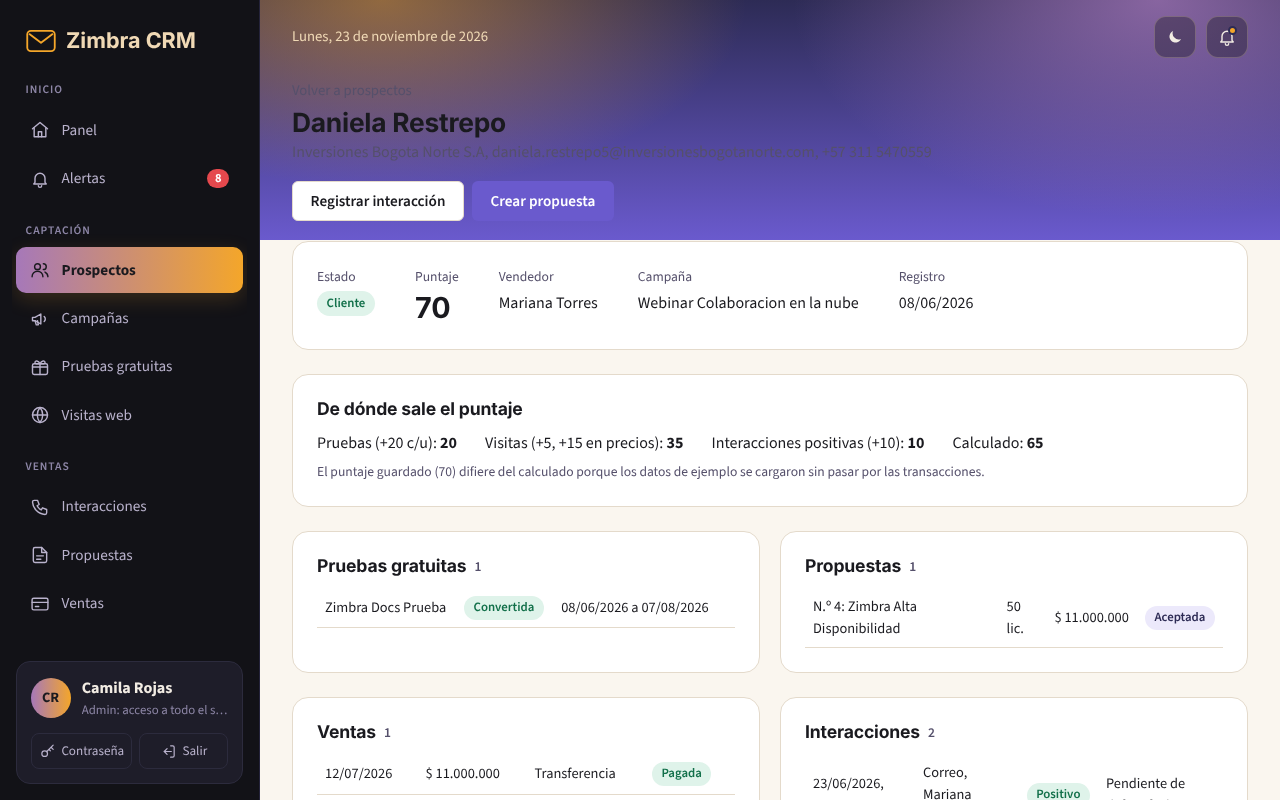 Zimbra CRM
INICIO
Panel
Alertas 8
CAPTACIÓN
Prospectos
Campañas
Pruebas gratuitas
Visitas web
VENTAS
Interacciones
Propuestas
Ventas
CR
Camila Rojas
Admin: acceso a todo el s…
Contraseña
Salir
Lunes, 23 de noviembre de 2026
Volver a prospectos
Daniela Restrepo
Inversiones Bogota Norte S.A,
Registrar interacción
Crear propuesta
Estado Puntaje Vendedor Campaña Registro
Cliente 70 Mariana Torres Webinar Colaboracion en la nube 08/06/2026
De dónde sale el puntaje
Pruebas (+20 c/u): 20 Visitas (+5, +15 en precios): 35 Interacciones positivas (+10): 10 Calculado: 65
El puntaje guardado (70) difiere del calculado porque los datos de ejemplo se cargaron sin pasar por las transacciones.
Pruebas gratuitas 1
Zimbra Docs Prueba Convertida 08/06/2026 a 07/08/2026
Propuestas 1
N.º 4: Zimbra Alta
Disponibilidad
50
lic.
$ 11.000.000
Aceptada
Ventas 1
12/07/2026 $ 11.000.000 Transferencia Pagada
Interacciones 2
23/06/2026,
Correo,
Mariana
Positivo
Pendiente de